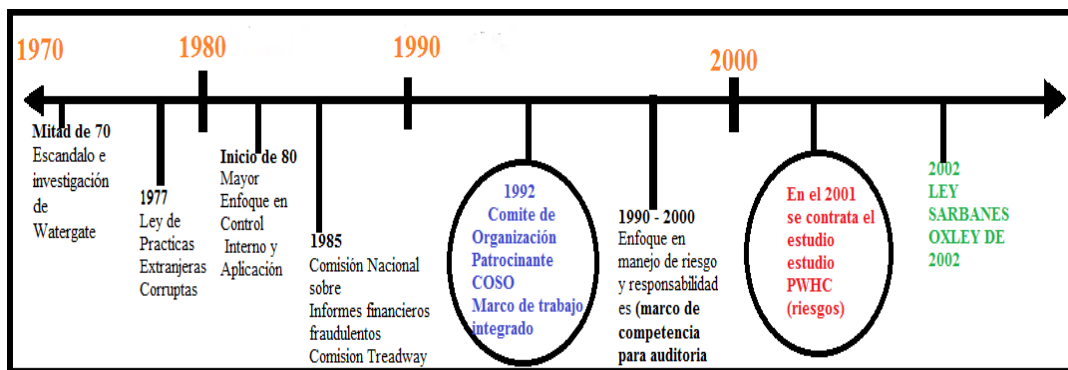 1970
1980
1990
2000
Mitad de 70
Escandalo e
investigación
de
Watergate
1977
Ley de
Practicas
Extranjeras
Corruptas
Inicio de 80
Mayor
Enfoque en
Control
Interno y
Aplicación
1985
Comisión Nacional
sobre
Informes financieros
fraudulentos
Comision Treadway
1992
Comite de
Organización
Patrocinante
COSO
Marco de trabajo
integrado
1990 - 2000
Enfoque en
manejo de riesgo
y responsabilidad
es (marco de
competencia
para auditoria
En el 2001
se contrata el
estudio
estudio
PWHC
(riesgos)
2002
LEY
SARBANES
OXLEY DE
2002